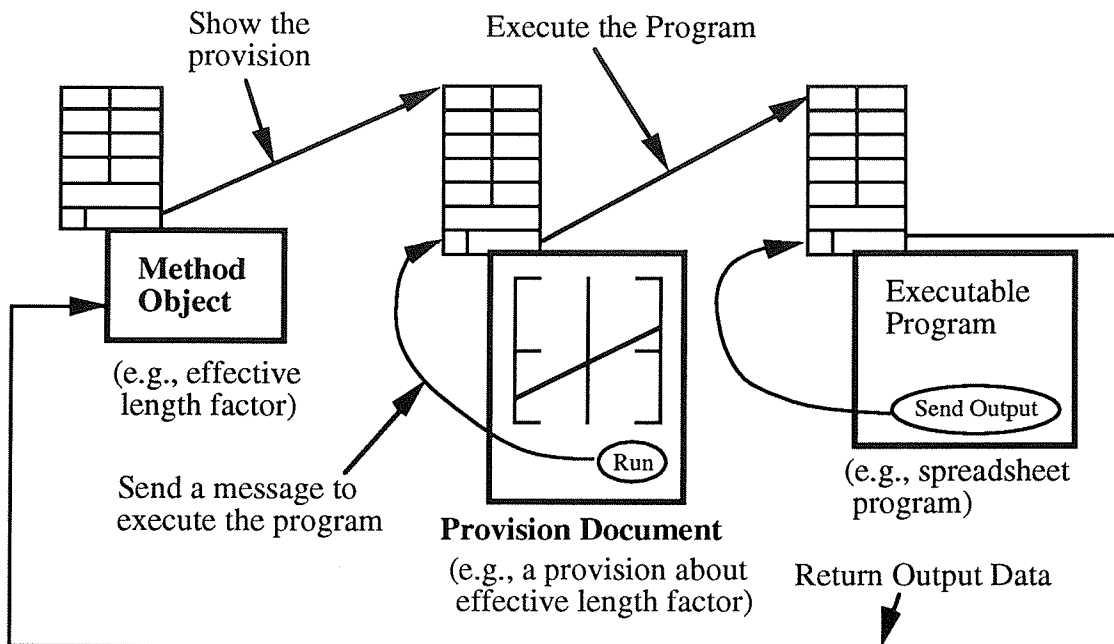 Show the
provision
Execute the Program
Method
Object
(e.g., effective
length factor)
Send a message to
execute the program
Run
Provision Document
(e.g., a provision about
effective length factor)
Executable
Program
Send Output
(e.g., spreadsheet
program)
Return Output Data